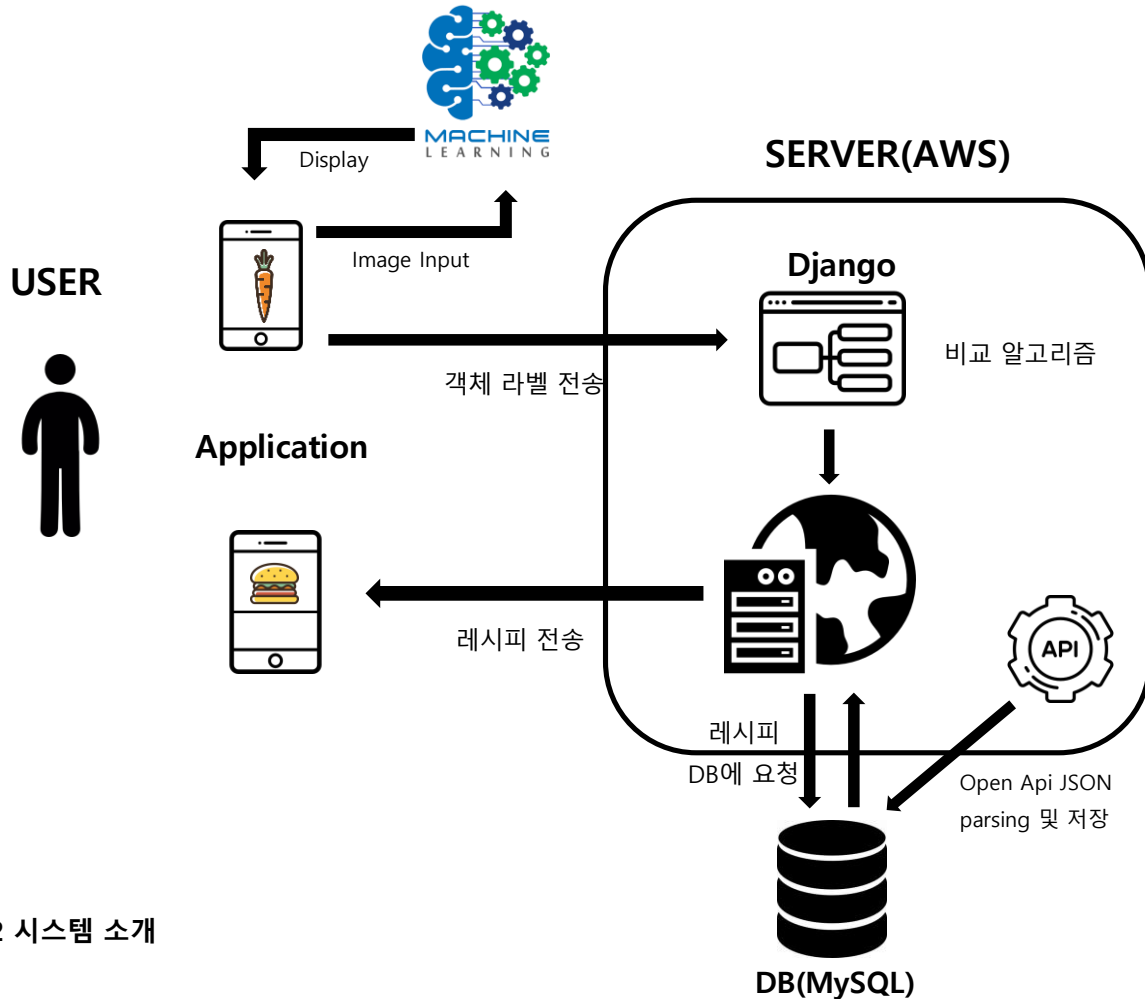 MACHINE
LEARNING
Display
SERVER(AWS)
Image Input
Django
USER
비교 알고리즘
객체 라벨 전송
Application
레시피 전송
API
레시피
DB에 요청
Open Api JSON
parsing 및 저장
2 시스템 소개
DB(MySQL)